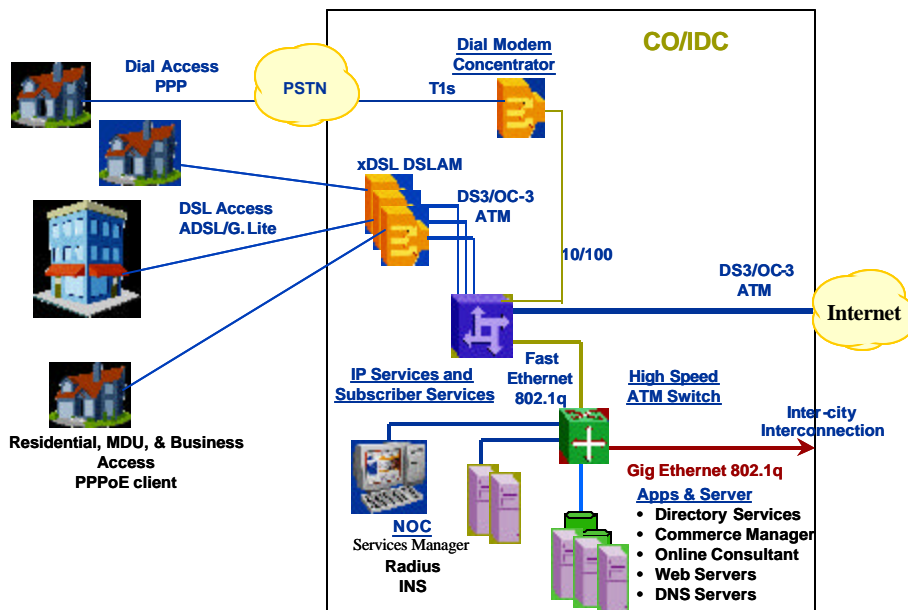 CO/IDC
Dial Modem
Concentrator
Dial Access
PPP
PSTN
T1s
xDSL DSLAM
DS3/OC-3
ATM
DSL Access
ADSL/G. Lite
10/100
DS3/OC-3
ATM
Internet
Fast
Ethernet
802.1q
IP Services and
Subscriber Services
High Speed
ATM Switch
Inter-city
Interconnection
Residential, MDU, & Business
Access
PPPoE client
Gig Ethernet 802.1q
NOC
Services Manager
Radius
INS
Apps & Server
• Directory Services
• Commerce Manager
• Online Consultant
• Web Servers
• DNS Servers